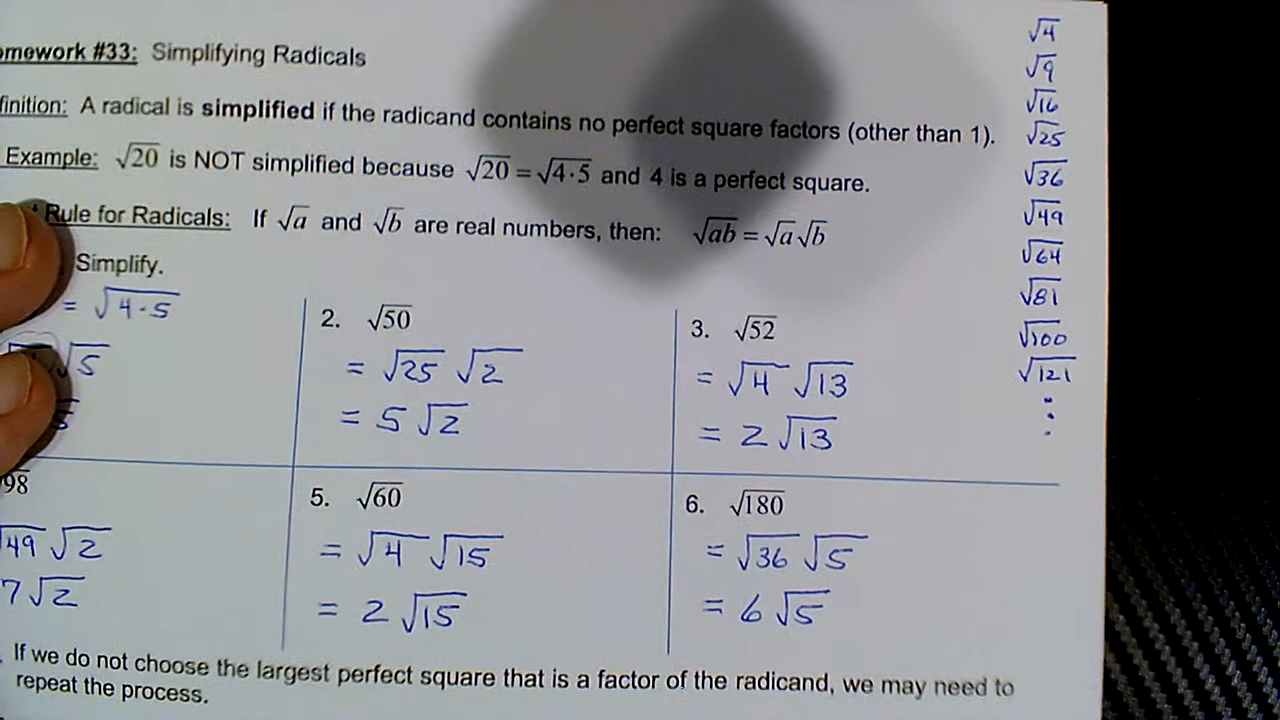 omework #33: Simplifying Radicals
finition: A radical is simplified if the radicand contains no perfect square factors (other than 1).
Example: √20 is NOT simplified because √20 = √4·5 and 4 is a perfect square.
Rule for Radicals: If √a and √b are real numbers, then: √ab = √a√b
Simplify.
= √4·5
√5
2. √50
= √25 √2
= 5 √2
3. √52
= √4 √13
= 2 √13
98
√49 √2
7√2
5. √60
= √4 √15
= 2 √15
6. √180
= √36 √5
= 6 √5
If we do not choose the largest perfect square that is a factor of the radicand, we may need to
repeat the process.
√4
√9
√16
√25
√36
√49
√64
√81
√100
√121